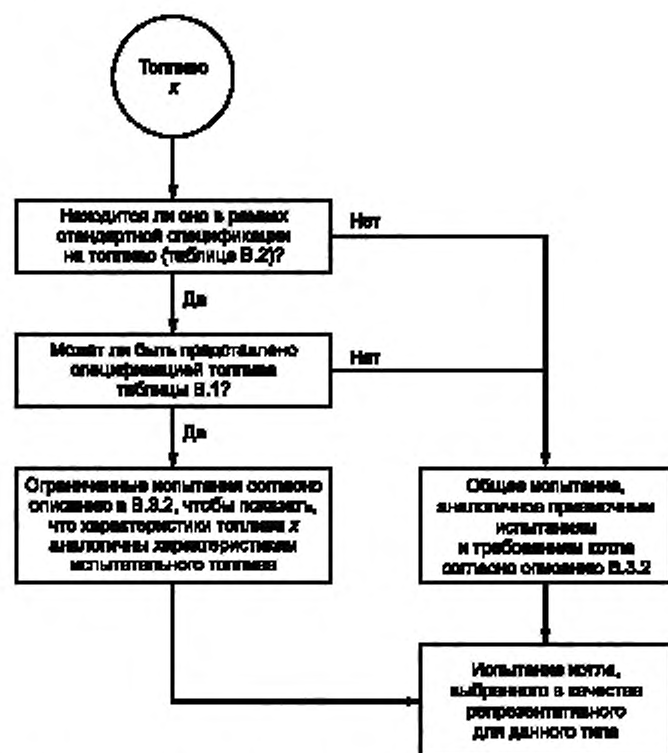 Топливо
x
Находится ли оно в рамках
стандартной спецификации
на топливо (таблица В.2)?
Нет
Да
Может ли быть представлено
спецификацией топлива
таблицы В.1?
Нет
Да
Ограниченные испытания согласно
описанию в В.3.2, чтобы показать,
что характеристики топлива x
аналогичны характеристикам
испытательного топлива
Общее испытание,
аналогичное приемочным
испытаниям
и требованиям котла
согласно описанию В.3.2
Испытание котла,
выбранного в качестве
репрезентативного
для данного типа